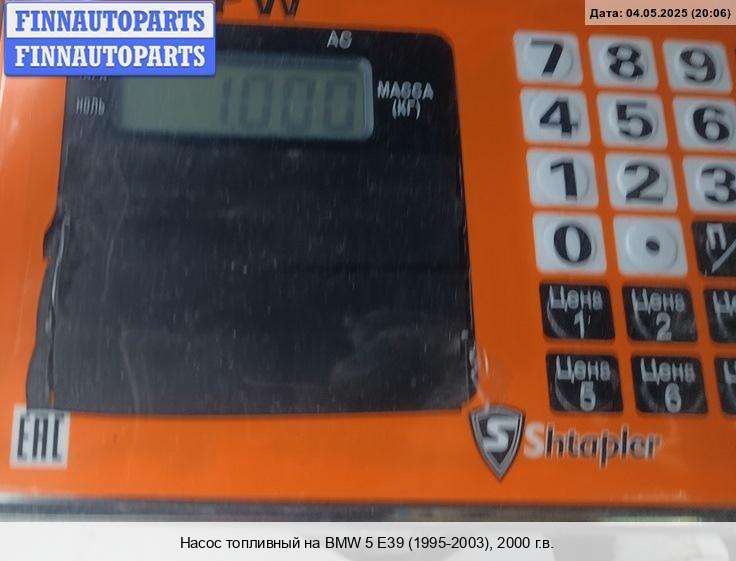 FINNAUTOPARTS
FINNAUTOPARTS
Дата: 04.05.2025 (20:06)
НОЛЬ
1.000
МАССА
(КГ)
7 8 9
4 5 6
1 2 3
0 .
Цена 1
Цена 2
Цена 5
Цена 6
EAC
Shtapler
Насос топливный на BMW 5 E39 (1995-2003), 2000 г.в.